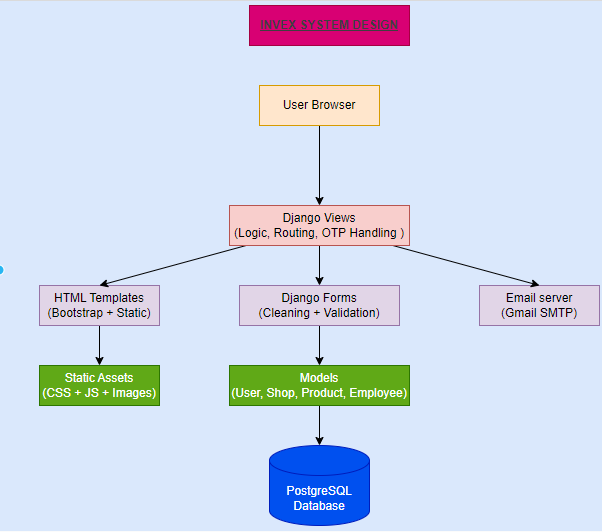 INVEX SYSTEM DESIGN
User Browser
Django Views
(Logic, Routing, OTP Handling )
HTML Templates
(Bootstrap + Static)
Django Forms
(Cleaning + Validation)
Email server
(Gmail SMTP)
Static Assets
(CSS + JS + Images)
Models
(User, Shop, Product, Employee)
PostgreSQL
Database